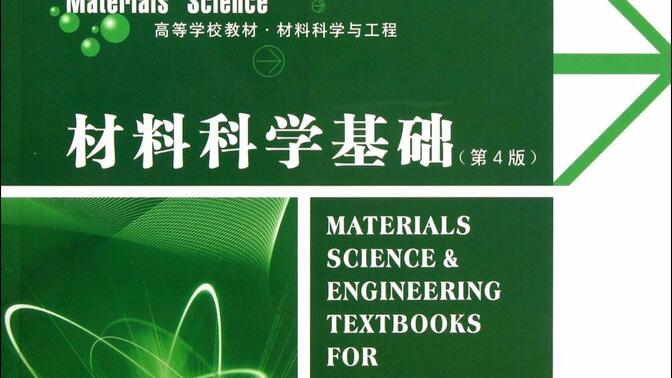 Materials Science
高等学校教材·材料科学与工程
材料科学基础(第4版)
MATERIALS
SCIENCE &
ENGINEERING
TEXTBOOKS
FOR